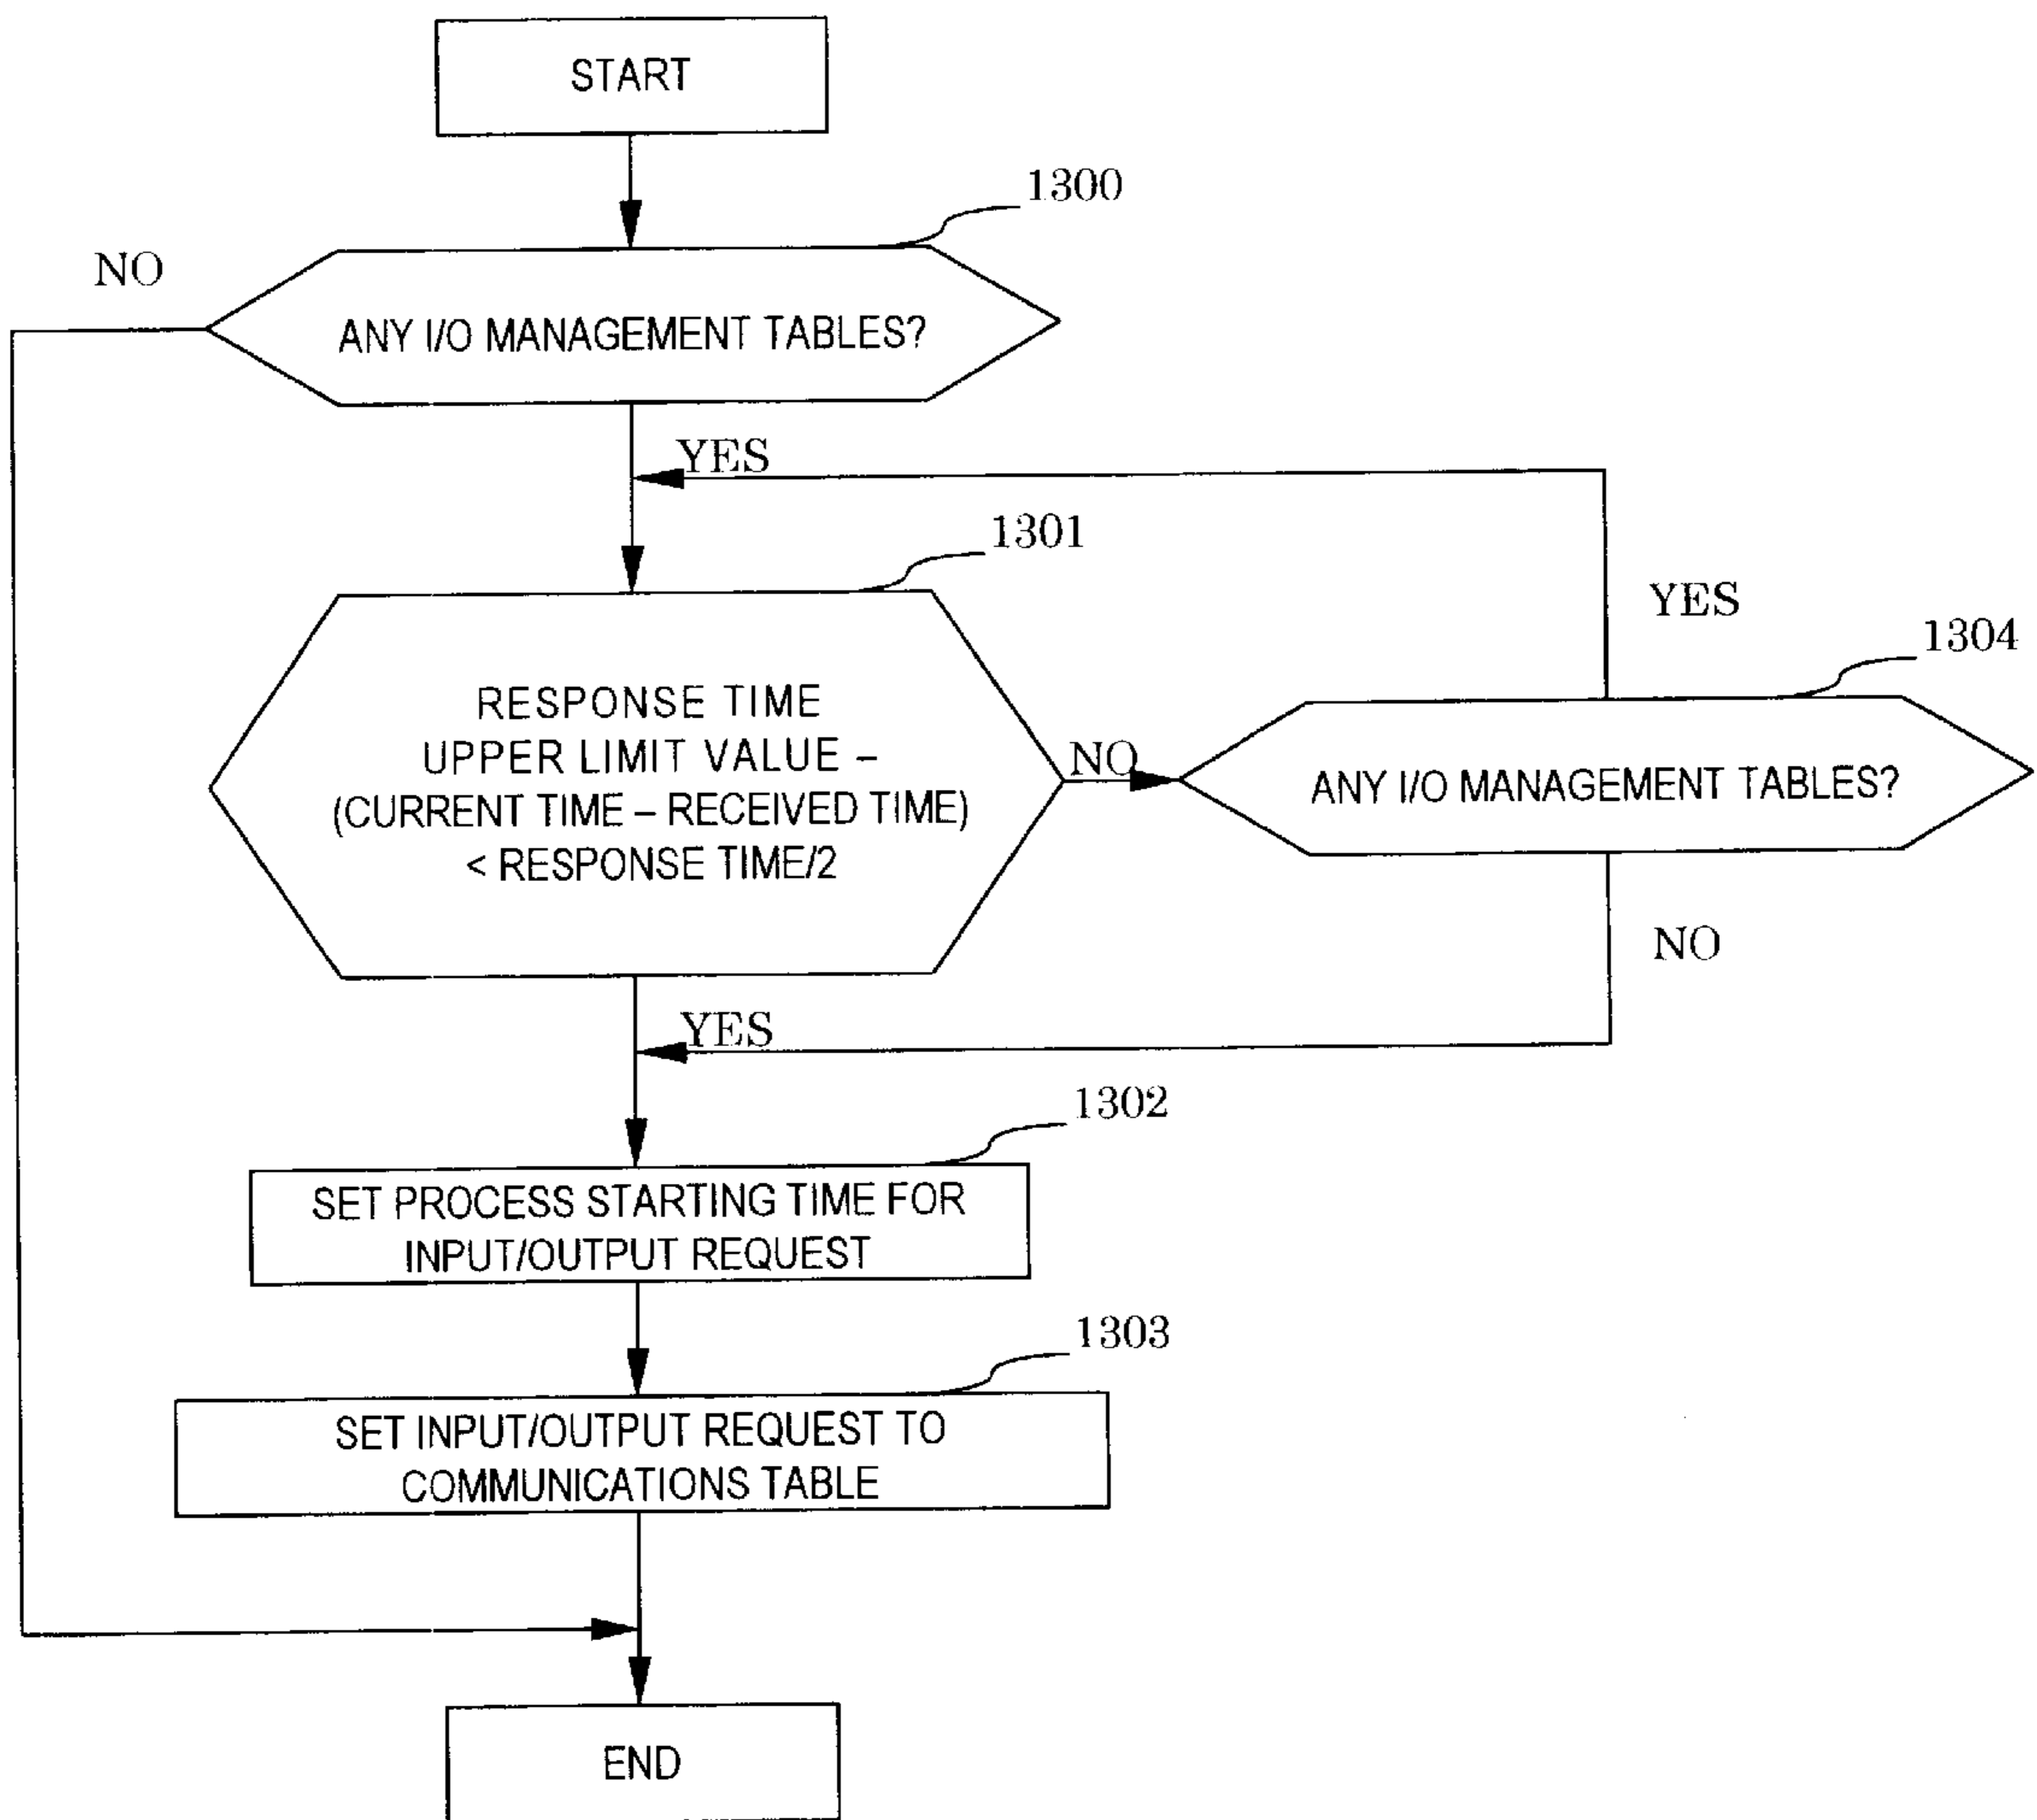 START
1300
NO
ANY I/O MANAGEMENT TABLES?
YES
1301
YES
1304
RESPONSE TIME
UPPER LIMIT VALUE –
(CURRENT TIME – RECEIVED TIME)
< RESPONSE TIME/2
NO
ANY I/O MANAGEMENT TABLES?
NO
YES
1302
SET PROCESS STARTING TIME FOR
INPUT/OUTPUT REQUEST
1303
SET INPUT/OUTPUT REQUEST TO
COMMUNICATIONS TABLE
END